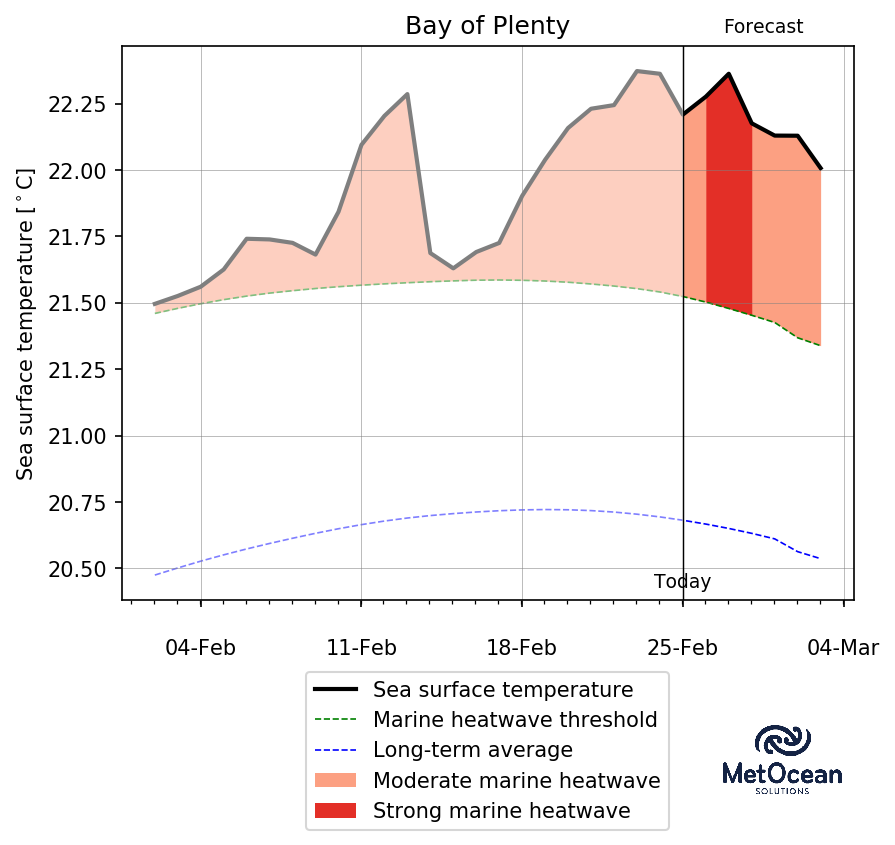 Bay of Plenty
Forecast
Sea surface temperature [°C]
22.25
22.00
21.75
21.50
21.25
21.00
20.75
20.50
Today
04-Feb 11-Feb 18-Feb 25-Feb 04-Mar
Sea surface temperature
Marine heatwave threshold
Long-term average
Moderate marine heatwave
Strong marine heatwave
MetOcean
SOLUTIONS